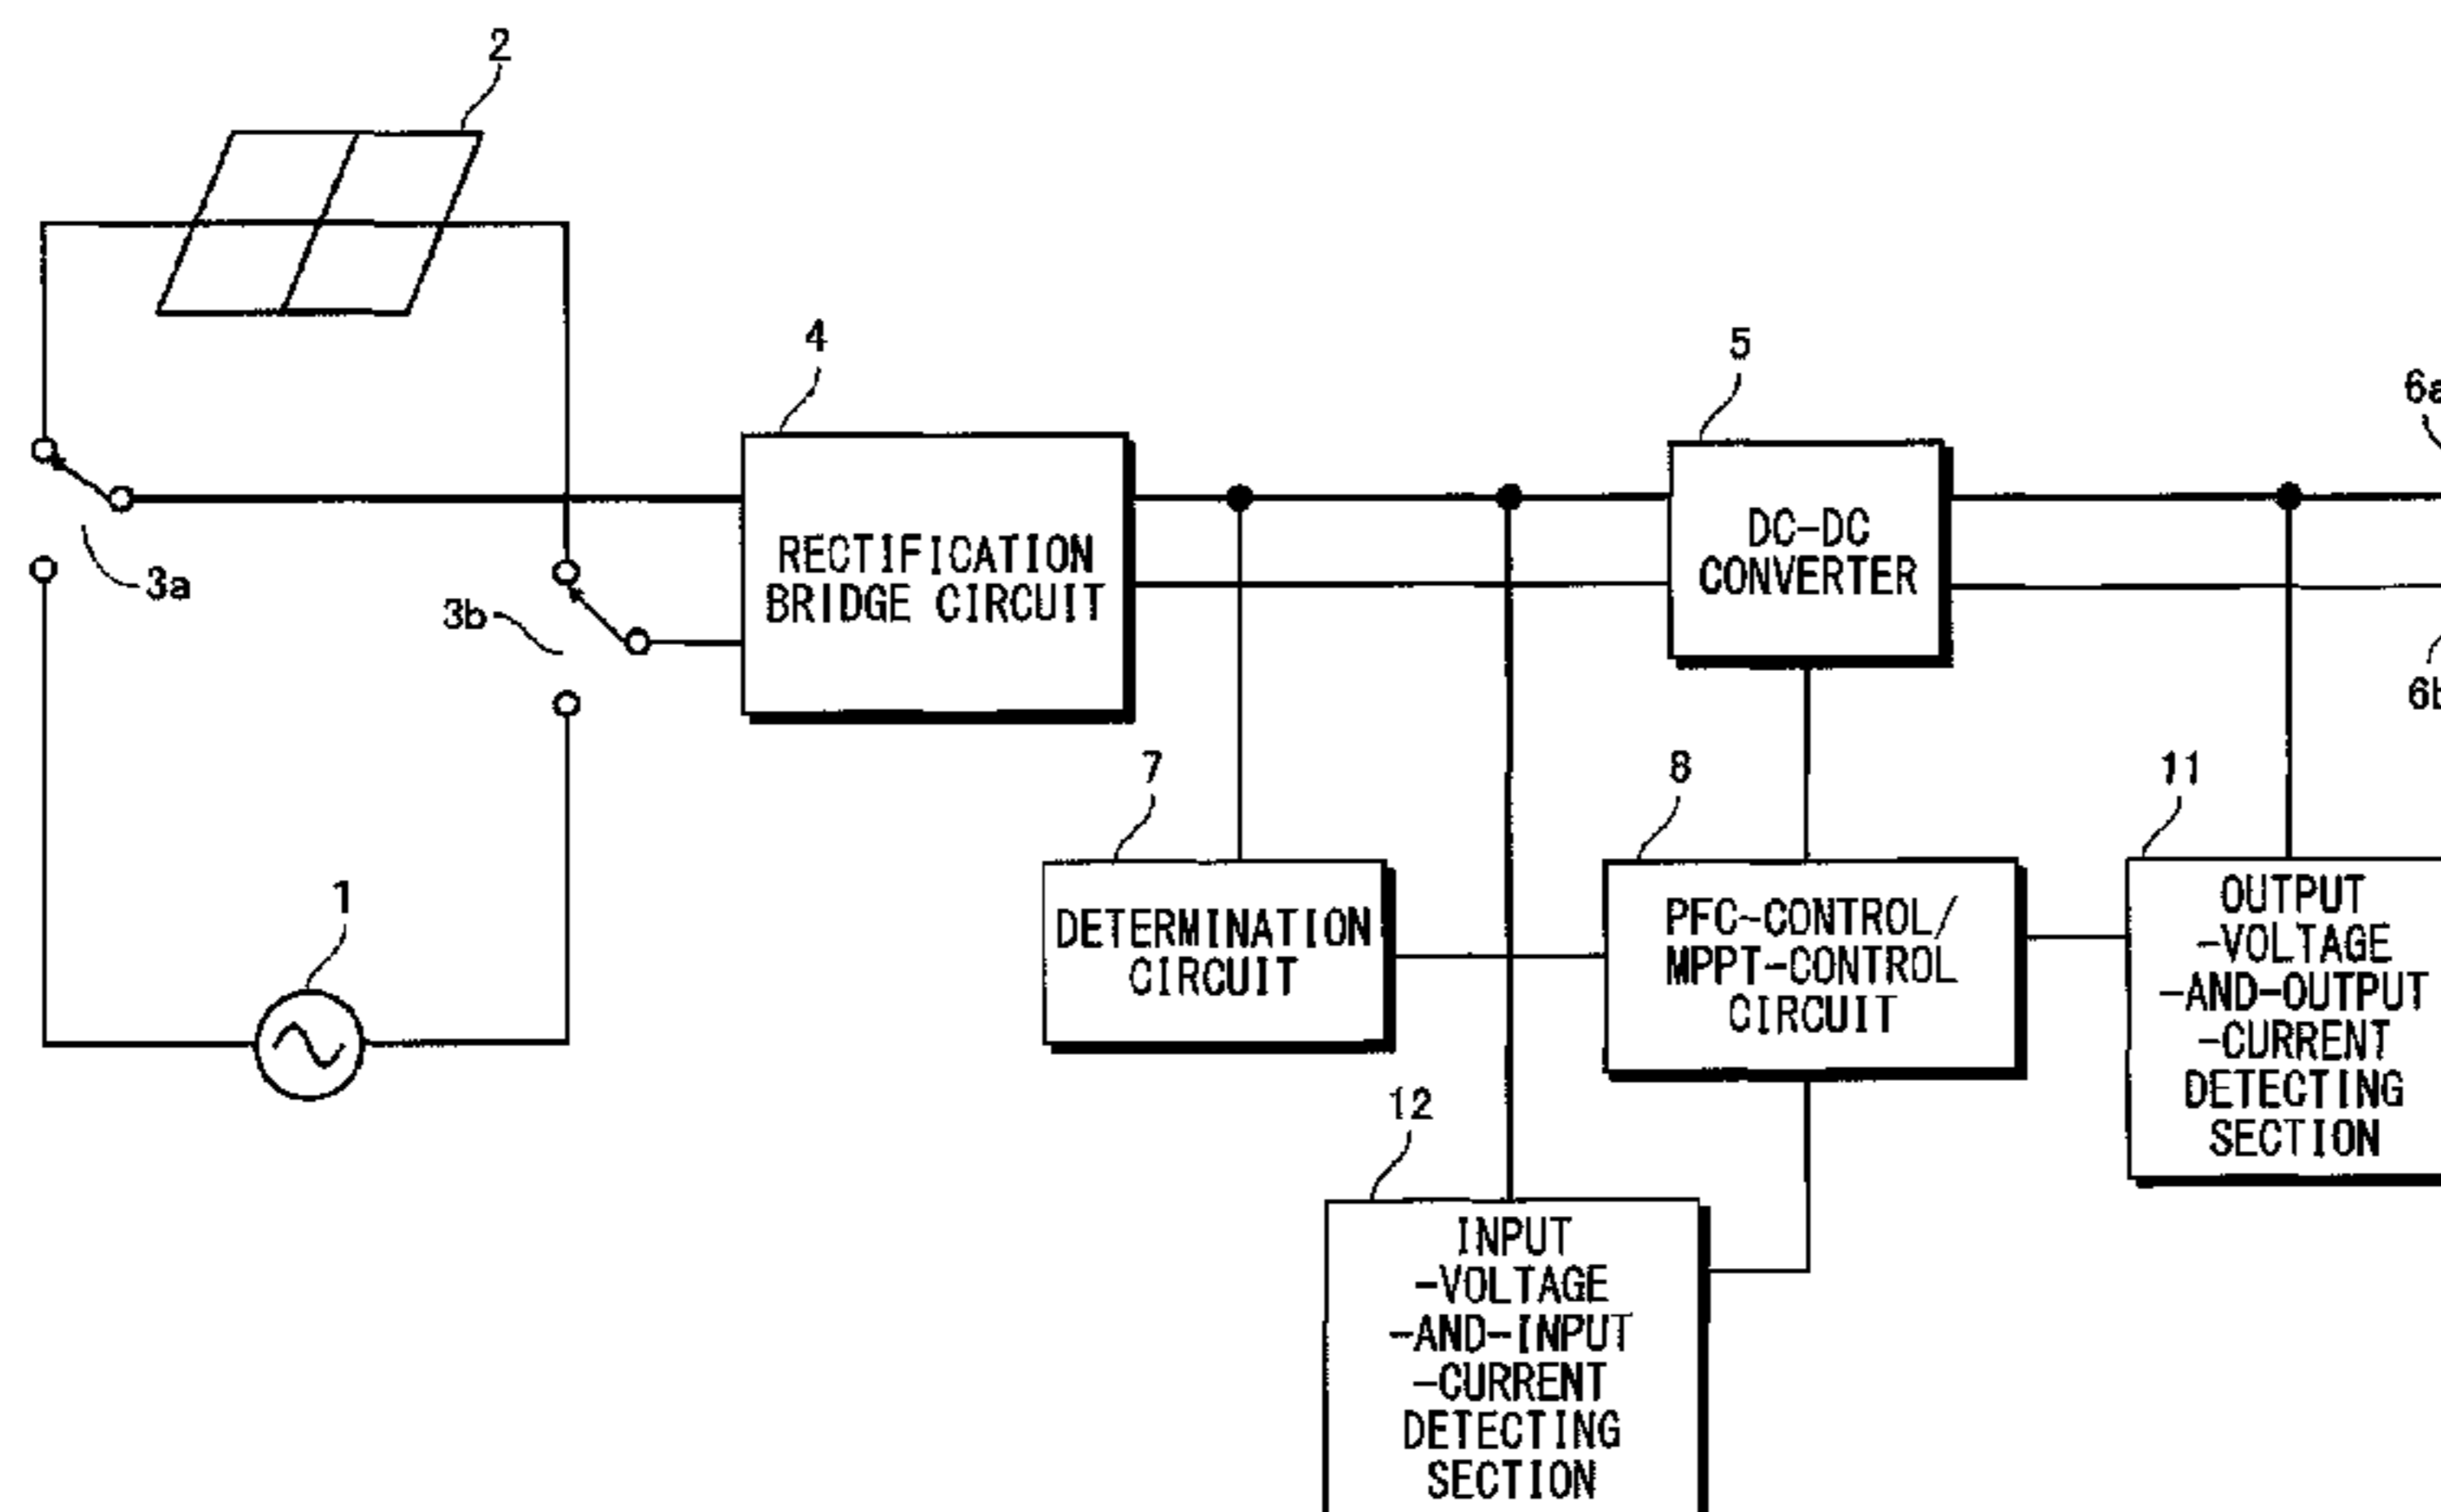 2
4
5
6a
3a
3b
RECTIFICATION
BRIDGE CIRCUIT
DC-DC
CONVERTER
6b
7
8
11
1
DETERMINATION
CIRCUIT
PFC-CONTROL/
MPPT-CONTROL
CIRCUIT
OUTPUT
-VOLTAGE
-AND-OUTPUT
-CURRENT
DETECTING
SECTION
12
INPUT
-VOLTAGE
-AND-INPUT
-CURRENT
DETECTING
SECTION